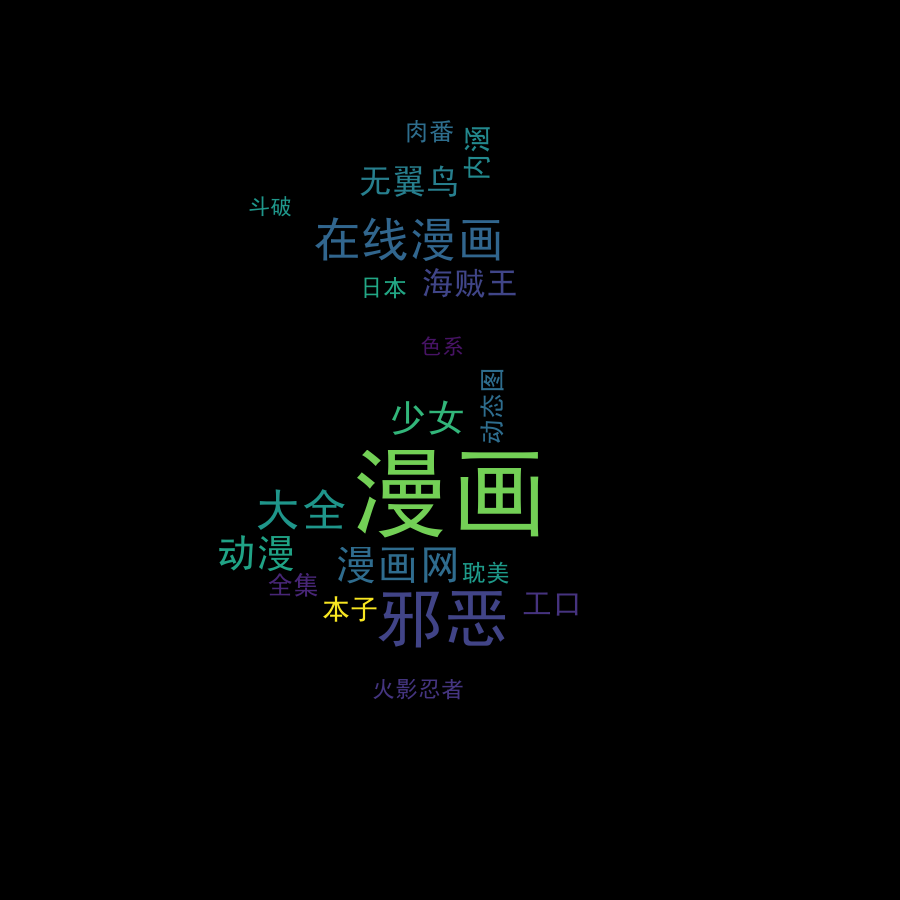 肉番
内涵
无翼鸟
斗破
在线漫画
日本
海贼王
色系
动态图
少女
漫画
大全
动漫
漫画网
耽美
全集
本子
邪恶
工口
火影忍者